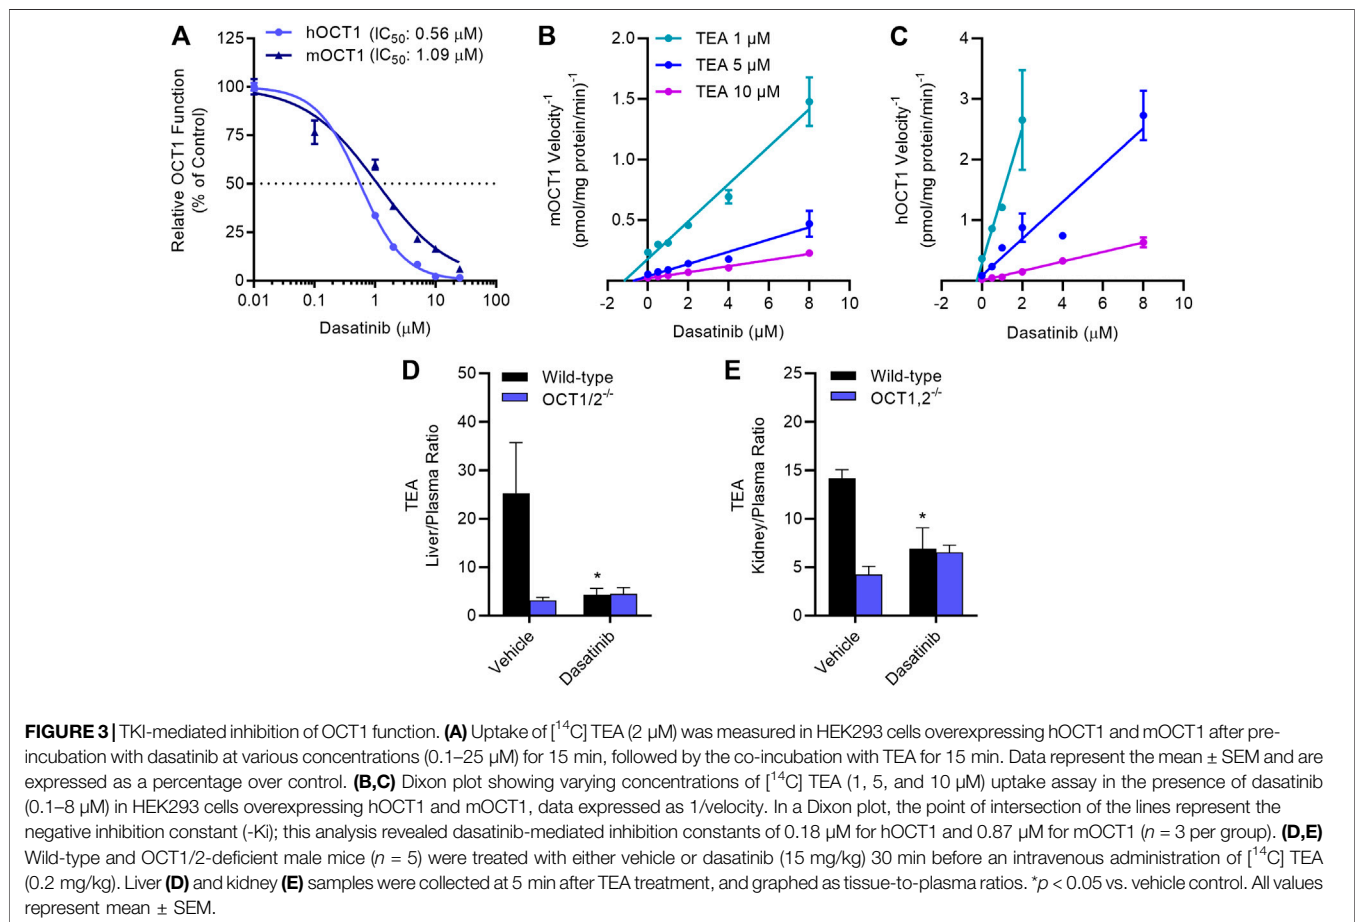 A
125
100
75
50
25
0
Relative OCT1 Function
(% of Control)
hOCT1 (IC50: 0.56 µM)
mOCT1 (IC50: 1.09 µM)
0.01 0.1 1 10 100
Dasatinib (µM)
B
2.0
1.5
1.0
0.5
mOCT1 Velocity-1
(pmol/mg protein/min)-1
TEA 1 µM
TEA 5 µM
TEA 10 µM
-2 0 2 4 6 8 10
Dasatinib (µM)
C
4
3
2
1
hOCT1 Velocity-1
(pmol/mg protein/min)-1
-2 0 2 4 6 8 10
Dasatinib (µM)
D
50
40
30
20
10
0
TEA
Liver/Plasma Ratio
Wild-type
OCT1/2-/-
*
Vehicle
Dasatinib
E
25
20
15
10
5
0
TEA
Kidney/Plasma Ratio
Wild-type
OCT1,2-/-
*
Vehicle
Dasatinib
FIGURE 3 | TKI-mediated inhibition of OCT1 function. (A) Uptake of [14C] TEA (2 µM) was measured in HEK293 cells overexpressing hOCT1 and mOCT1 after pre-
incubation with dasatinib at various concentrations (0.1–25 µM) for 15 min, followed by the co-incubation with TEA for 15 min. Data represent the mean ± SEM and are
expressed as a percentage over control. (B,C) Dixon plot showing varying concentrations of [14C] TEA (1, 5, and 10 µM) uptake assay in the presence of dasatinib
(0.1–8 µM) in HEK293 cells overexpressing hOCT1 and mOCT1, data expressed as 1/velocity. In a Dixon plot, the point of intersection of the lines represent the
negative inhibition constant (-Ki); this analysis revealed dasatinib-mediated inhibition constants of 0.18 µM for hOCT1 and 0.87 µM for mOCT1 (n = 3 per group). (D,E)
Wild-type and OCT1/2-deficient male mice (n = 5) were treated with either vehicle or dasatinib (15 mg/kg) 30 min before an intravenous administration of [14C] TEA
(0.2 mg/kg). Liver (D) and kidney (E) samples were collected at 5 min after TEA treatment, and graphed as tissue-to-plasma ratios. *p < 0.05 vs. vehicle control. All values
represent mean ± SEM.